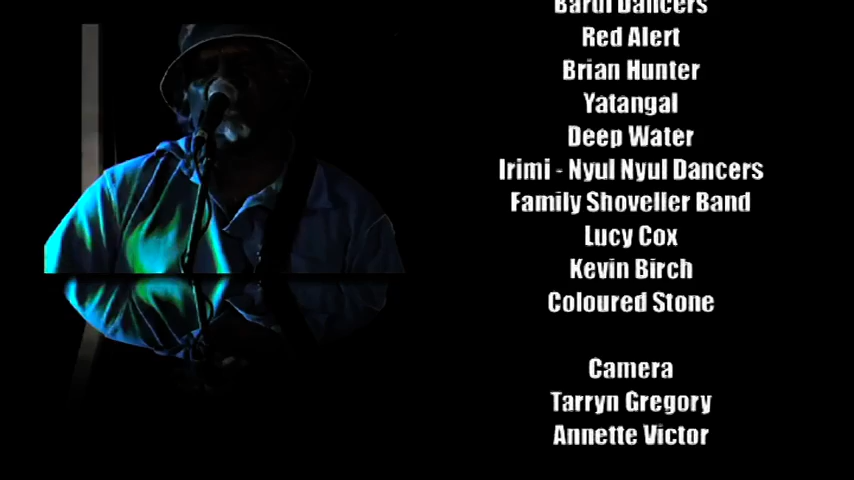 Bardi Dancers
Red Alert
Brian Hunter
Yatangal
Deep Water
Irimi - Nyul Nyul Dancers
Family Shoveller Band
Lucy Cox
Kevin Birch
Coloured Stone
Camera
Tarryn Gregory
Annette Victor